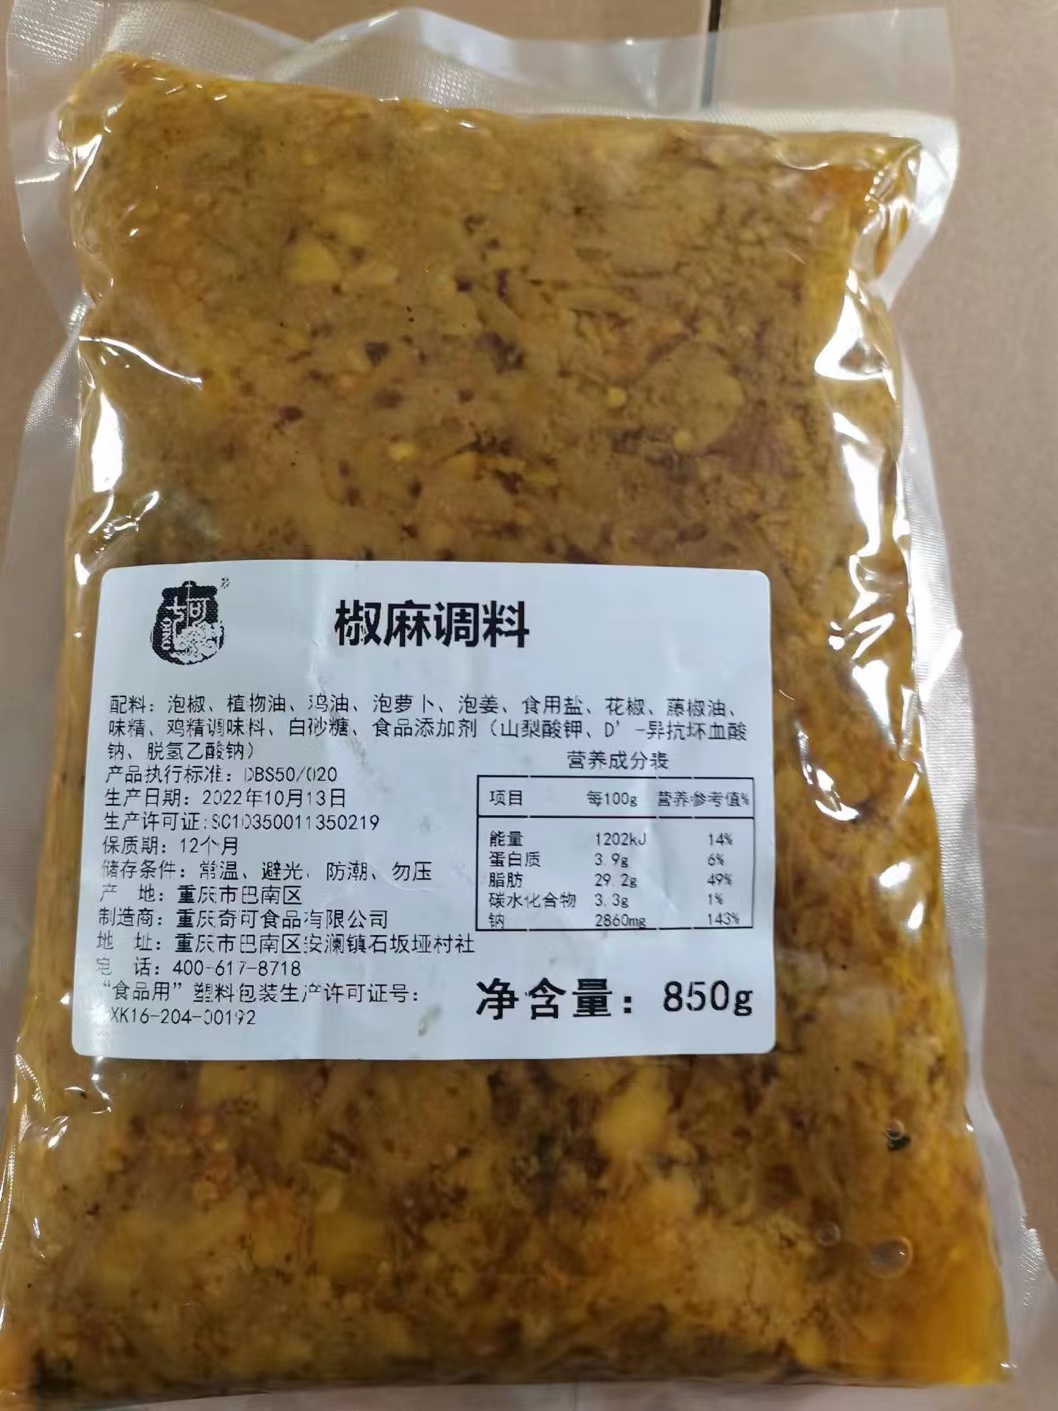 椒麻调料
配料：泡椒、植物油、鸡油、泡萝卜、泡姜、食用盐、花椒、藤椒油、
味精、鸡精调味料、白砂糖、食品添加剂（山梨酸钾、D'-异抗坏血酸
钠、脱氢乙酸钠）
产品执行标准：DBS50/020
生产日期：2022年10月13日
生产许可证:SC10350011350219
保质期：12个月
储存条件：常温、避光、防潮、勿压
产 地：重庆市巴南区
制造商：重庆奇可食品有限公司
地 址：重庆市巴南区安澜镇石坂垭村社
电 话：400-617-8718
“食品用”塑料包装生产许可证号：
XK16-204-00192
营养成分表
项目 每100g 营养参考值%
能量 1202kJ 14%
蛋白质 3.9g 6%
脂肪 29.2g 49%
碳水化合物 3.3g 1%
钠 2860mg 143%
净含量：850g